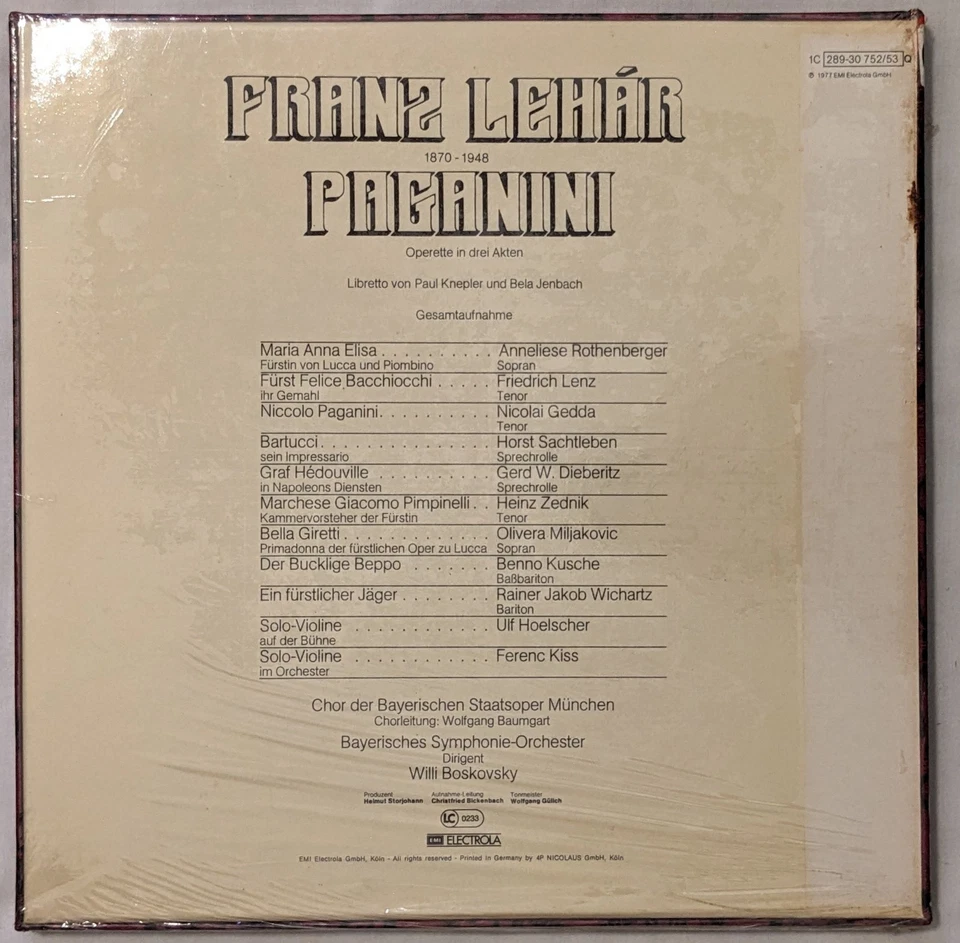 1C 289-30 752/53 Q
℗ 1977 EMI Electrola GmbH
FRANZ LEHÁR
1870 - 1948
PAGANINI
Operette in drei Akten
Libretto von Paul Knepler und Bela Jenbach
Gesamtaufnahme
Maria Anna Elisa . . . . . . . . . . Anneliese Rothenberger
Fürstin von Lucca und Piombino Sopran
Fürst Felice Bacchiocchi . . . . . Friedrich Lenz
ihr Gemahl Tenor
Niccolo Paganini. . . . . . . . . . Nicolai Gedda
Tenor
Bartucci. . . . . . . . . . . . . . . Horst Sachtleben
sein Impressario Sprechrolle
Graf Hédouville . . . . . . . . . . Gerd W. Dieberitz
in Napoleons Diensten Sprechrolle
Marchese Giacomo Pimpinelli. . Heinz Zednik
Kammervorsteher der Fürstin Tenor
Bella Giretti . . . . . . . . . . . . . Olivera Miljakovic
Primadonna der fürstlichen Oper zu Lucca Sopran
Der Bucklige Beppo . . . . . . . Benno Kusche
Baßbariton
Ein fürstlicher Jäger . . . . . . . . Rainer Jakob Wichartz
Bariton
Solo-Violine . . . . . . . . . . . . Ulf Hoelscher
auf der Bühne
Solo-Violine . . . . . . . . . . . . Ferenc Kiss
im Orchester
Chor der Bayerischen Staatsoper München
Chorleitung: Wolfgang Baumgart
Bayerisches Symphonie-Orchester
Dirigent
Willi Boskovsky
Produzent Aufnahme-Leitung Tonmeister
Helmut Storjohann Christfried Bickenbach Wolfgang Gülich
LC 0233
EMI ELECTROLA
EMI Electrola GmbH, Köln - All rights reserved - Printed in Germany by 4P NICOLAUS GmbH, Köln